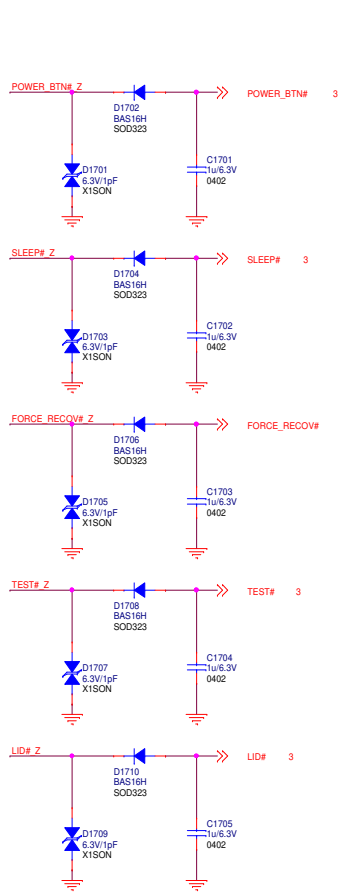 POWER_BTN#_Z
POWER_BTN# 3
D1702
BAS16H
SOD323
D1701
6.3V/1pF
X1SON
C1701
1u/6.3V
0402
SLEEP#_Z
SLEEP# 3
D1704
BAS16H
SOD323
D1703
6.3V/1pF
X1SON
C1702
1u/6.3V
0402
FORCE_RECOV#_Z
FORCE_RECOV#
D1706
BAS16H
SOD323
D1705
6.3V/1pF
X1SON
C1703
1u/6.3V
0402
TEST#_Z
TEST# 3
D1708
BAS16H
SOD323
D1707
6.3V/1pF
X1SON
C1704
1u/6.3V
0402
LID#_Z
LID# 3
D1710
BAS16H
SOD323
D1709
6.3V/1pF
X1SON
C1705
1u/6.3V
0402